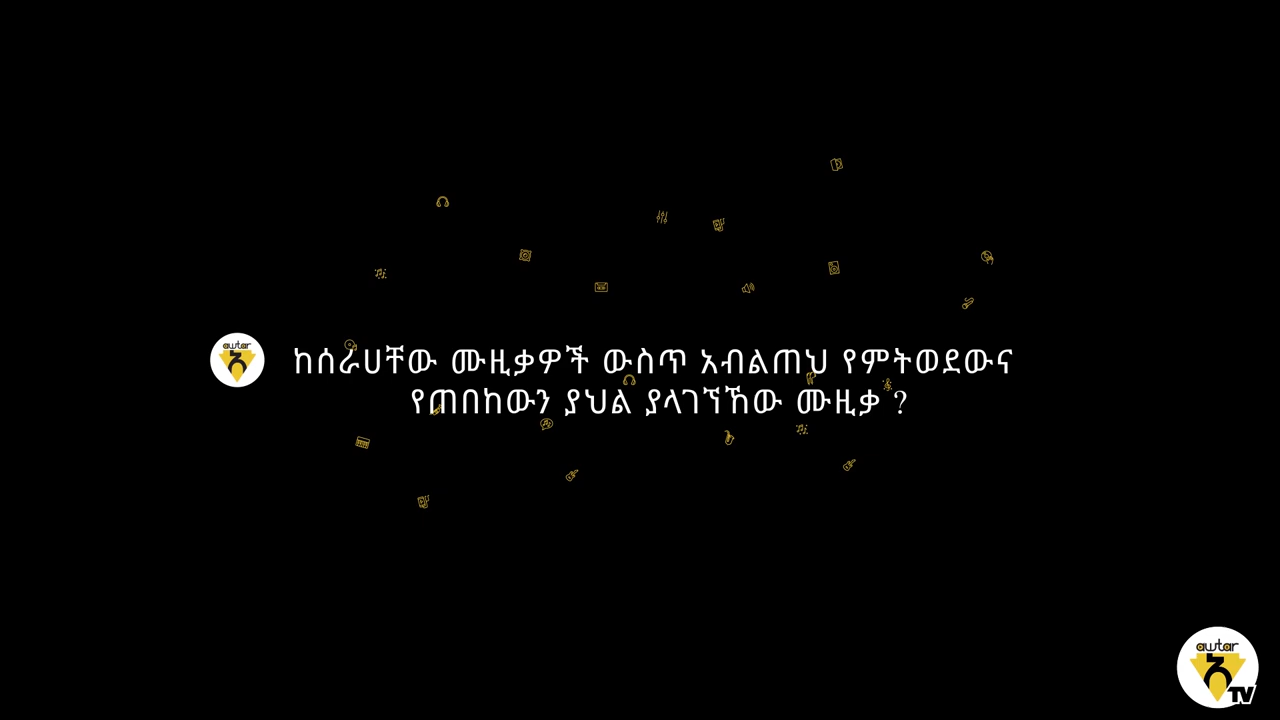 awtar
ከሰራሀቸው ሙዚቃዎች ውስጥ አብልጠህ የምትወደውና
የጠበከውን ያህል ያላገኘኸው ሙዚቃ ?
awtar
TV